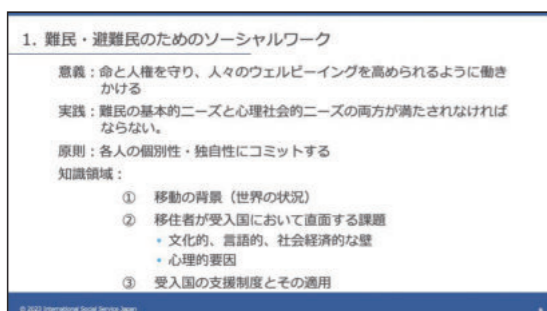 1. 難民・避難民のためのソーシャルワーク
意義：命と人権を守り、人々のウェルビーイングを高められるように働き
かける
実践：難民の基本的ニーズと心理社会的ニーズの両方が満たされなければ
ならない。
原則：各人の個別性・独自性にコミットする
知識領域：
① 移動の背景（世界の状況）
② 移住者が受入国において直面する課題
• 文化的、言語的、社会経済的な壁
• 心理的要因
③ 受入国の支援制度とその適用
© 2023 International Social Service Japan